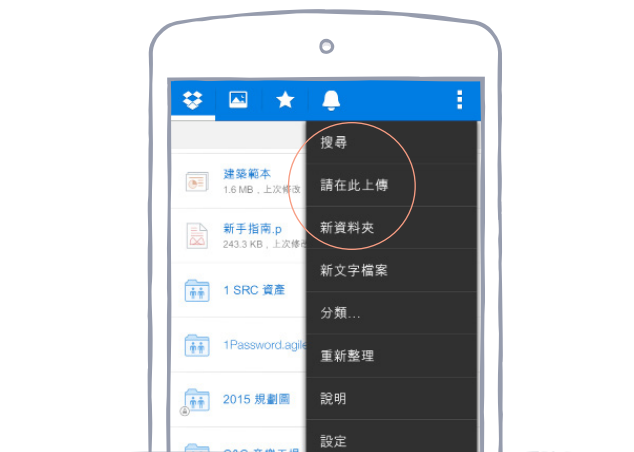 搜尋
請在此上傳
新資料夾
新文字檔案
分類...
重新整理
說明
設定
建築範本
1.6 MB，上次修改
新手指南.p
243.3 KB，上次修改
1 SRC 資產
1Password.agile
2015 規劃圖